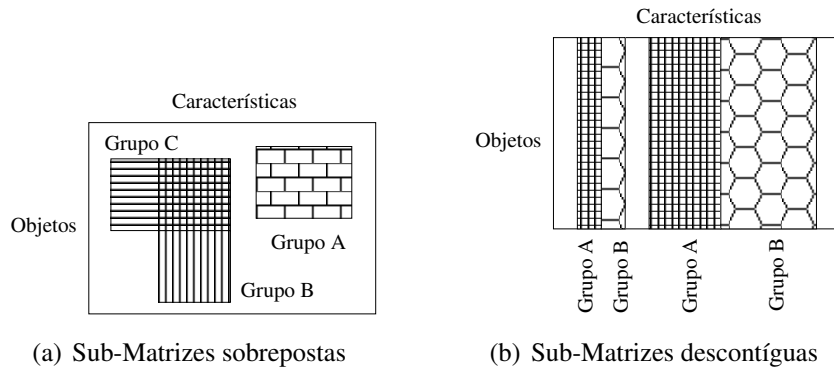 Características
Grupo C
Objetos
Grupo A
Grupo B
(a) Sub-Matrizes sobrepostas
Características
Objetos
Grupo A
Grupo B
Grupo A
Grupo B
(b) Sub-Matrizes descontíguas